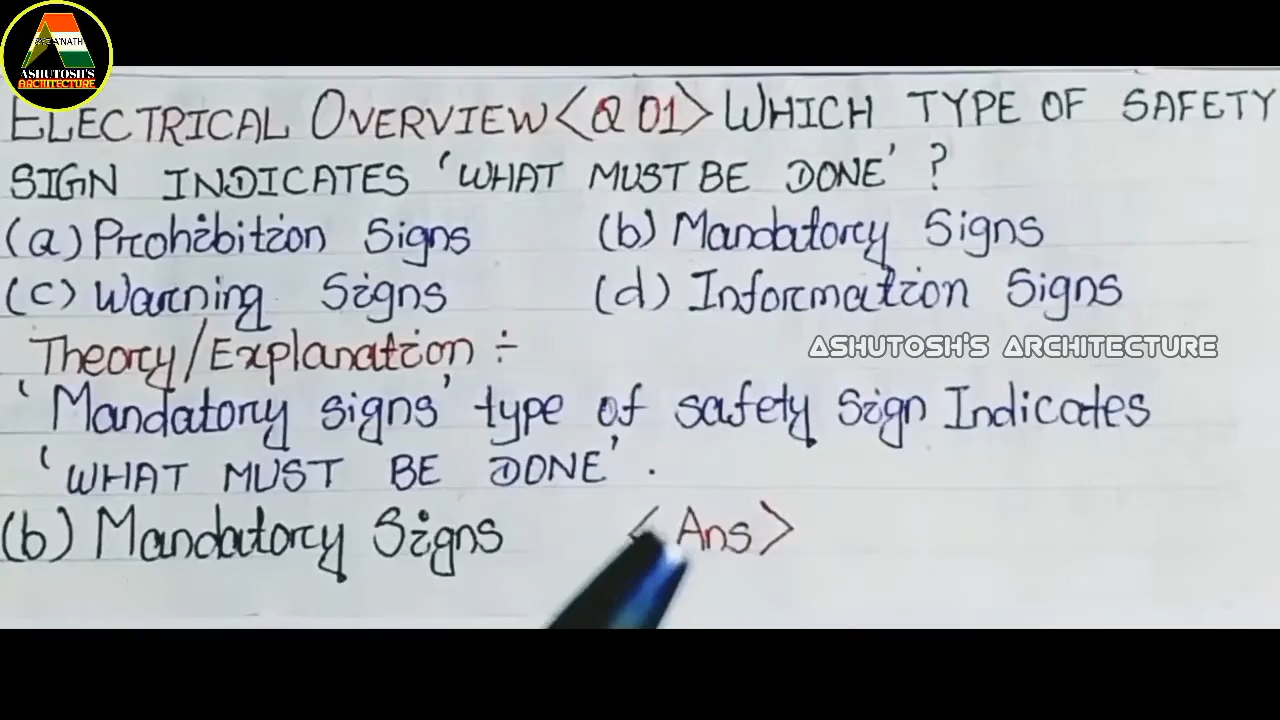 ASHUTOSH'S
ARCHITECTURE
ELECTRICAL OVERVIEW <Q 01> WHICH TYPE OF SAFETY
SIGN INDICATES 'WHAT MUST BE DONE' ?
(a) Prohibition Signs (b) Mandatory Signs
(c) Warning Signs (d) Information Signs
Theory/Explanation ÷
ASHUTOSH'S ARCHITECTURE
'Mandatory signs' type of safety Sign Indicates
'WHAT MUST BE DONE'.
(b) Mandatory Signs <Ans>